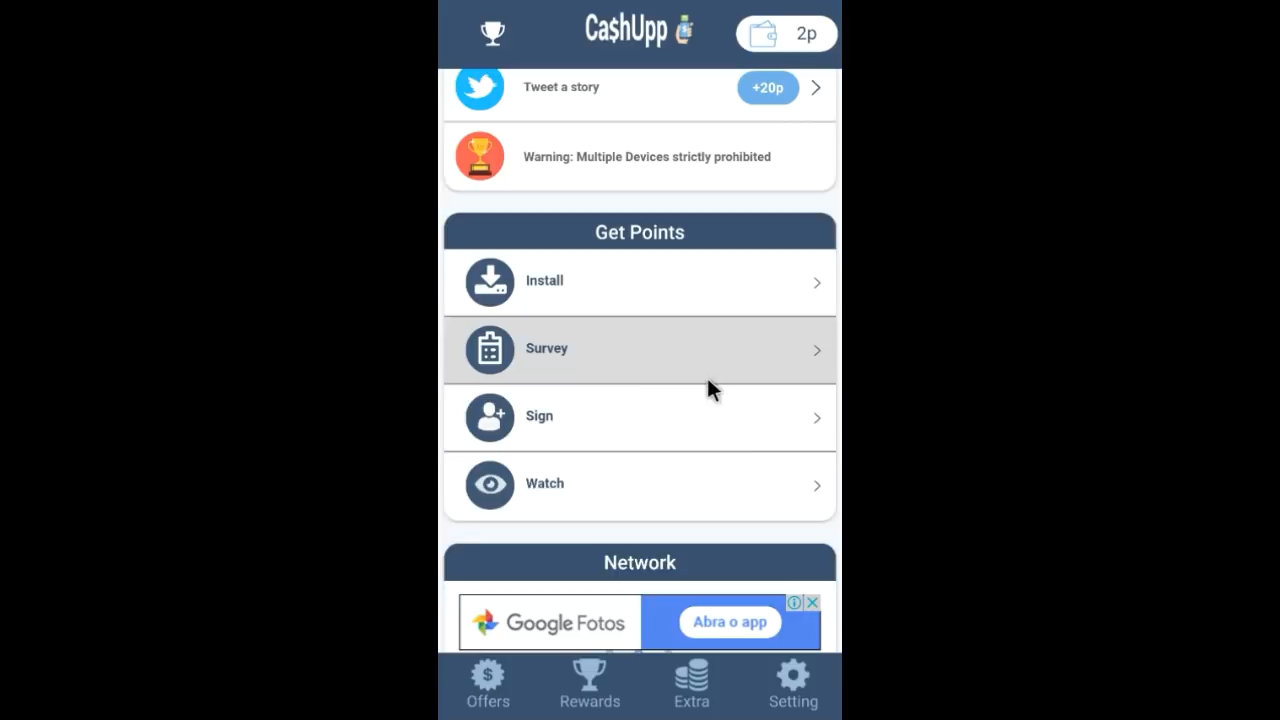 Ca$hUpp
2p
Tweet a story
+20p
Warning: Multiple Devices strictly prohibited
Get Points
Install
Survey
Sign
Watch
Network
Google Fotos
Abra o app
Offers
Rewards
Extra
Setting